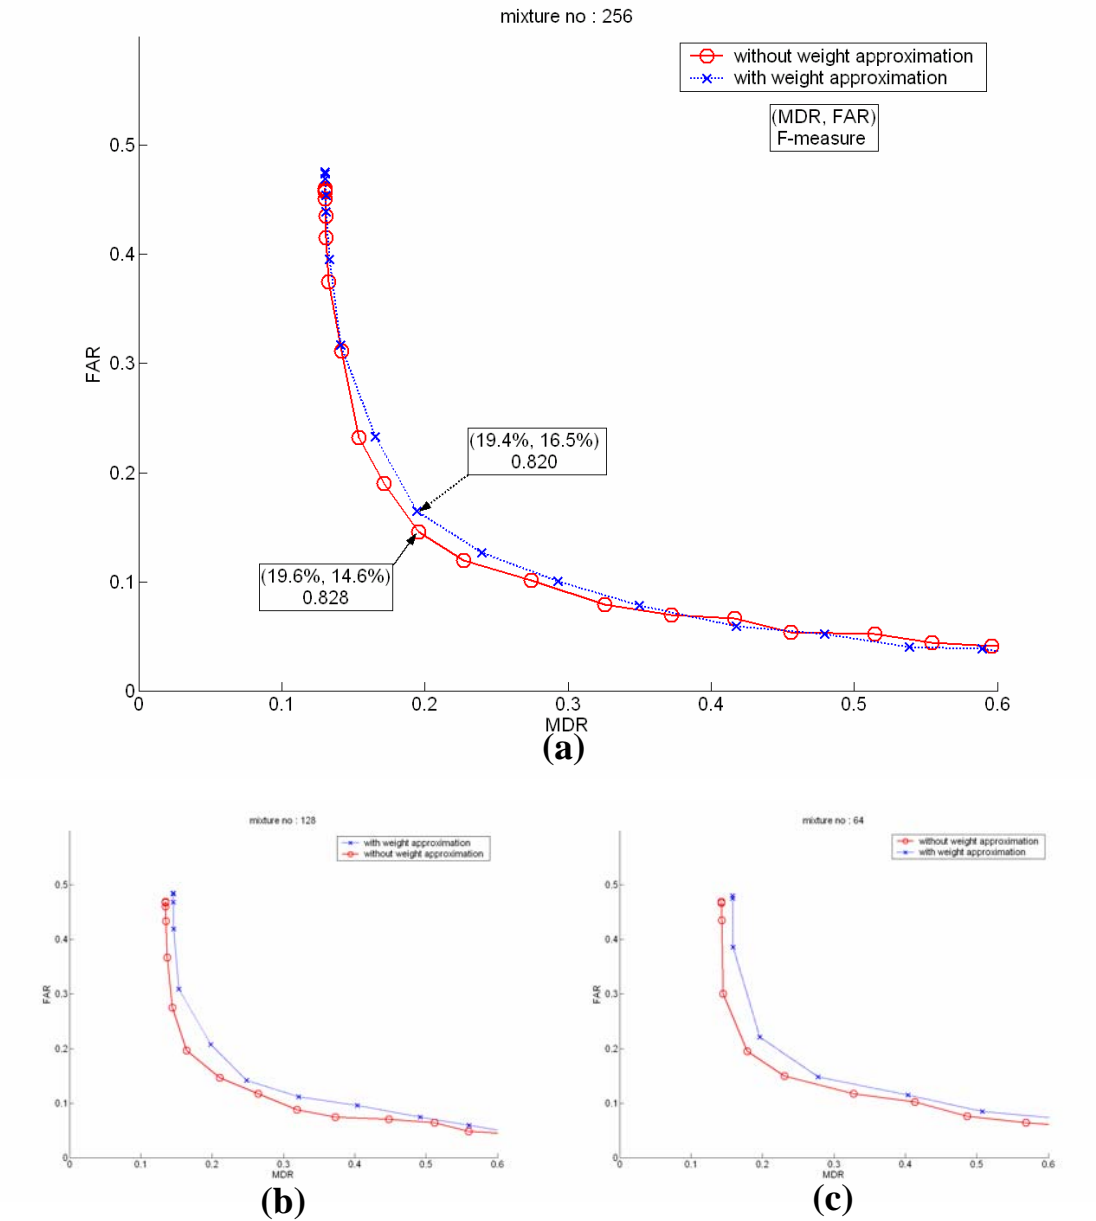 mixture no : 256
without weight approximation
with weight approximation
(MDR, FAR)
F-measure
0.5
0.4
0.3
0.2
0.1
0
FAR
(19.4%, 16.5%)
0.820
(19.6%, 14.6%)
0.828
0 0.1 0.2 0.3 0.4 0.5 0.6
MDR
(a)
mixture no : 128
with weight approximation
without weight approximation
0.5
0.4
0.3
0.2
0.1
0
FAR
0 0.1 0.2 0.3 0.4 0.5 0.6
MDR
(b)
mixture no : 64
without weight approximation
with weight approximation
0.5
0.4
0.3
0.2
0.1
0
FAR
0 0.1 0.2 0.3 0.4 0.5 0.6
MDR
(c)